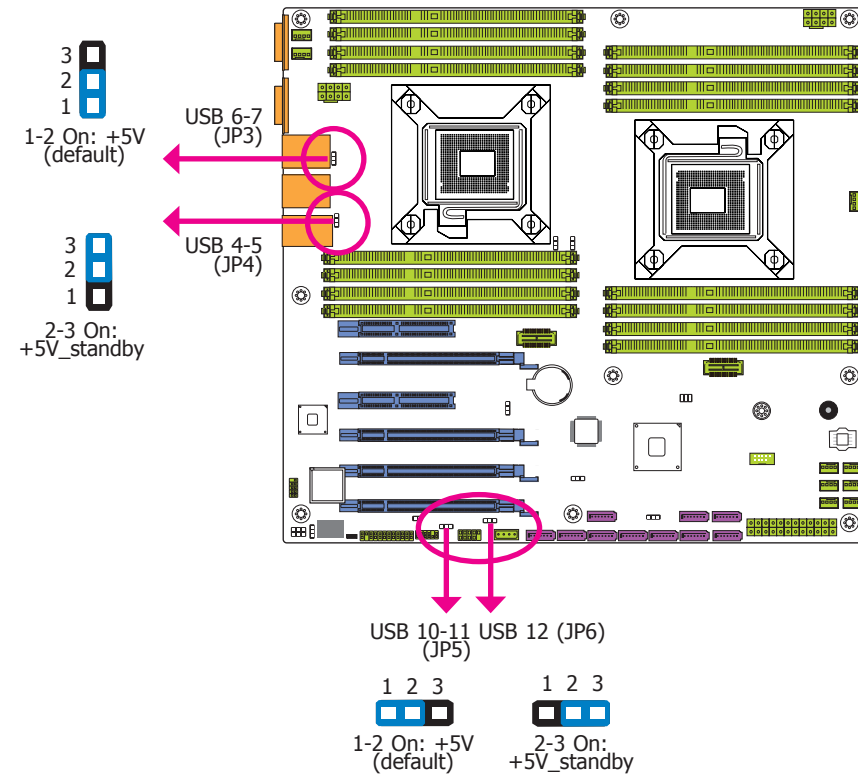 3
2
1
1-2 On: +5V
(default)
USB 6-7
(JP3)
USB 4-5
(JP4)
3
2
1
2-3 On:
+5V_standby
USB 10-11 USB 12 (JP6)
(JP5)
1 2 3
1-2 On: +5V
(default)
1 2 3
2-3 On:
+5V_standby